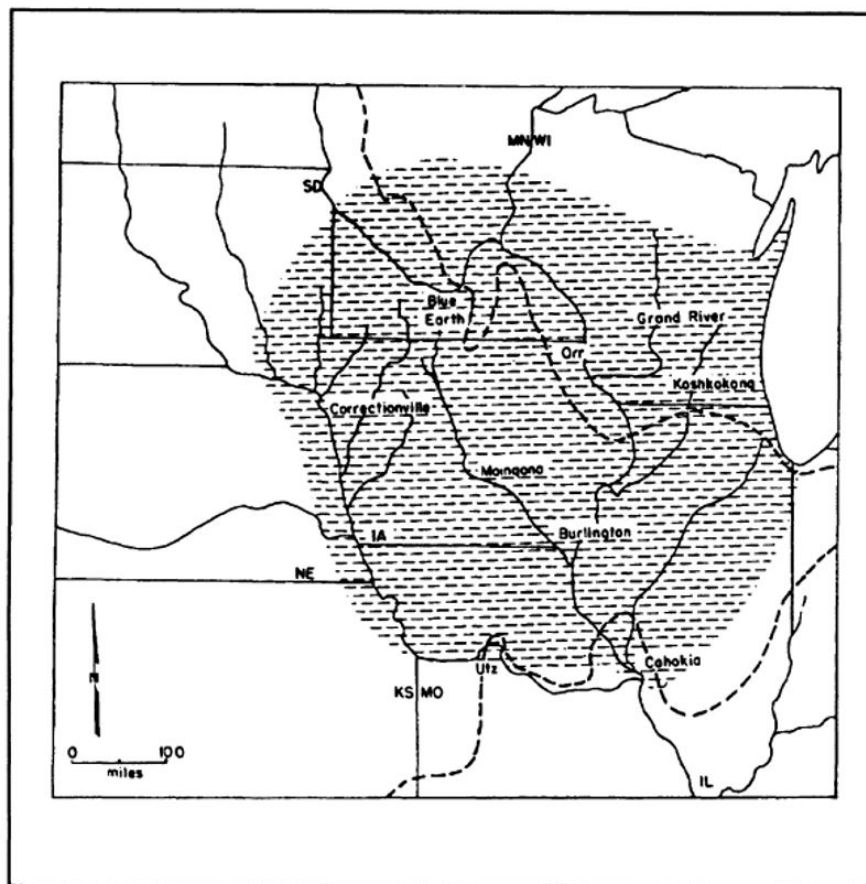 MN/WI
SD
Blue
Earth
Grand River
Orr
Koshkokong
Correctionville
Moingona
Burlington
IA
NE
Utz
Cahokia
KS MO
N
0 100
miles
IL